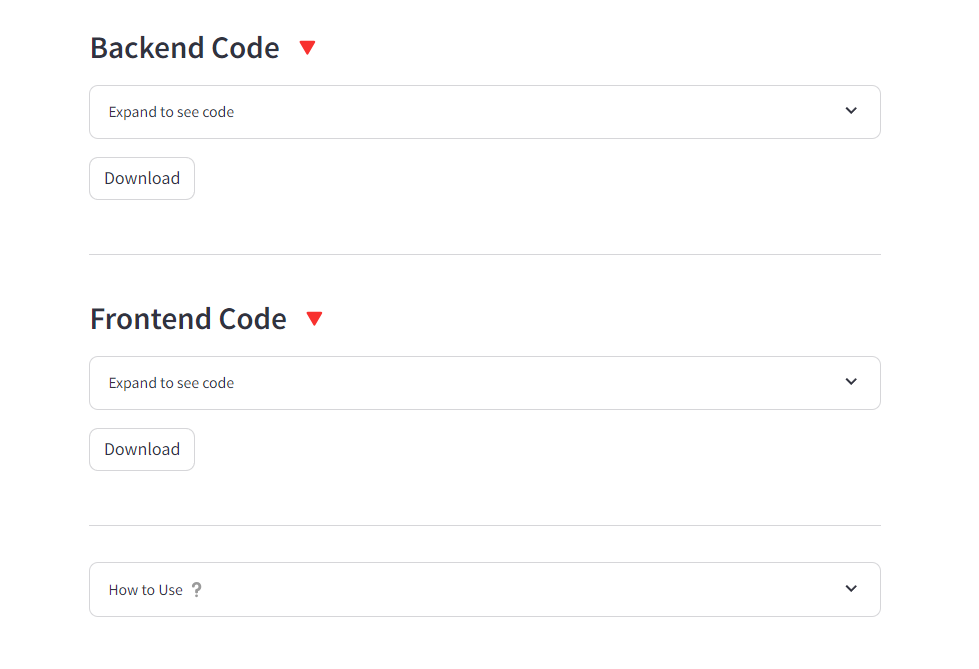 Backend Code 🔻
Expand to see code
Download
Frontend Code 🔻
Expand to see code
Download
How to Use ❔